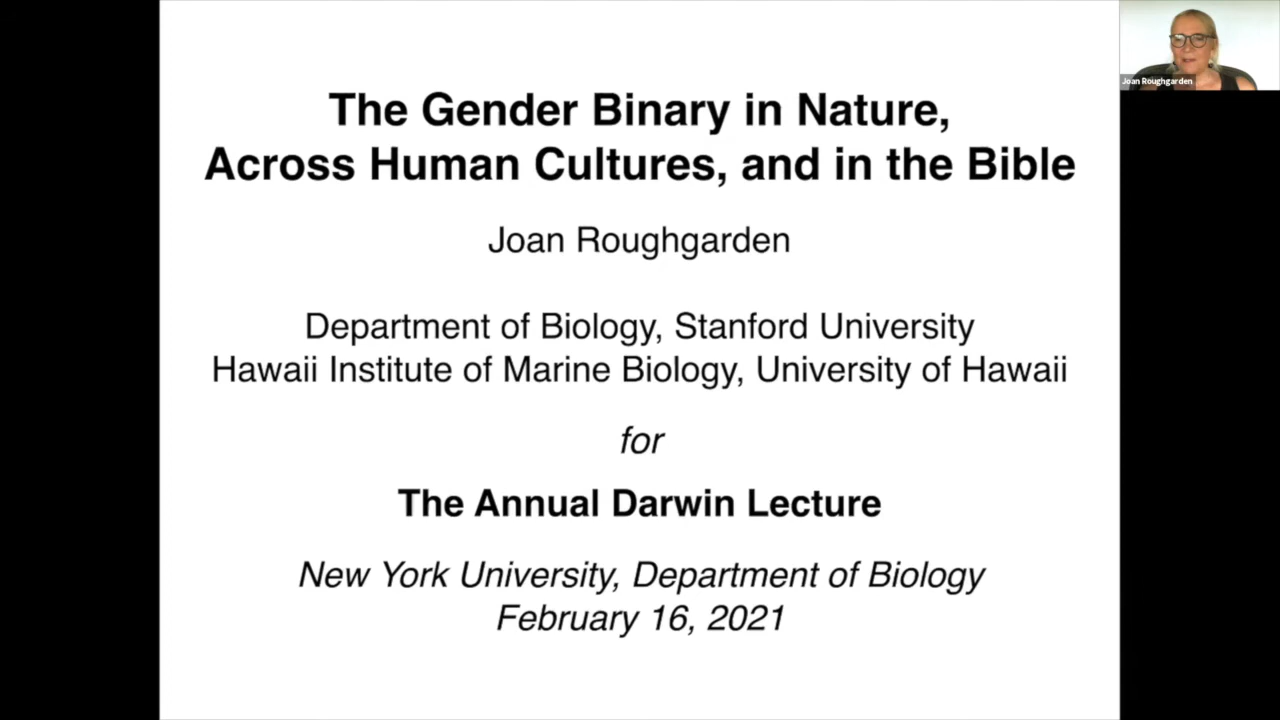 The Gender Binary in Nature,
Across Human Cultures, and in the Bible
Joan Roughgarden
Department of Biology, Stanford University
Hawaii Institute of Marine Biology, University of Hawaii
for
The Annual Darwin Lecture
New York University, Department of Biology
February 16, 2021
Joan Roughgarden